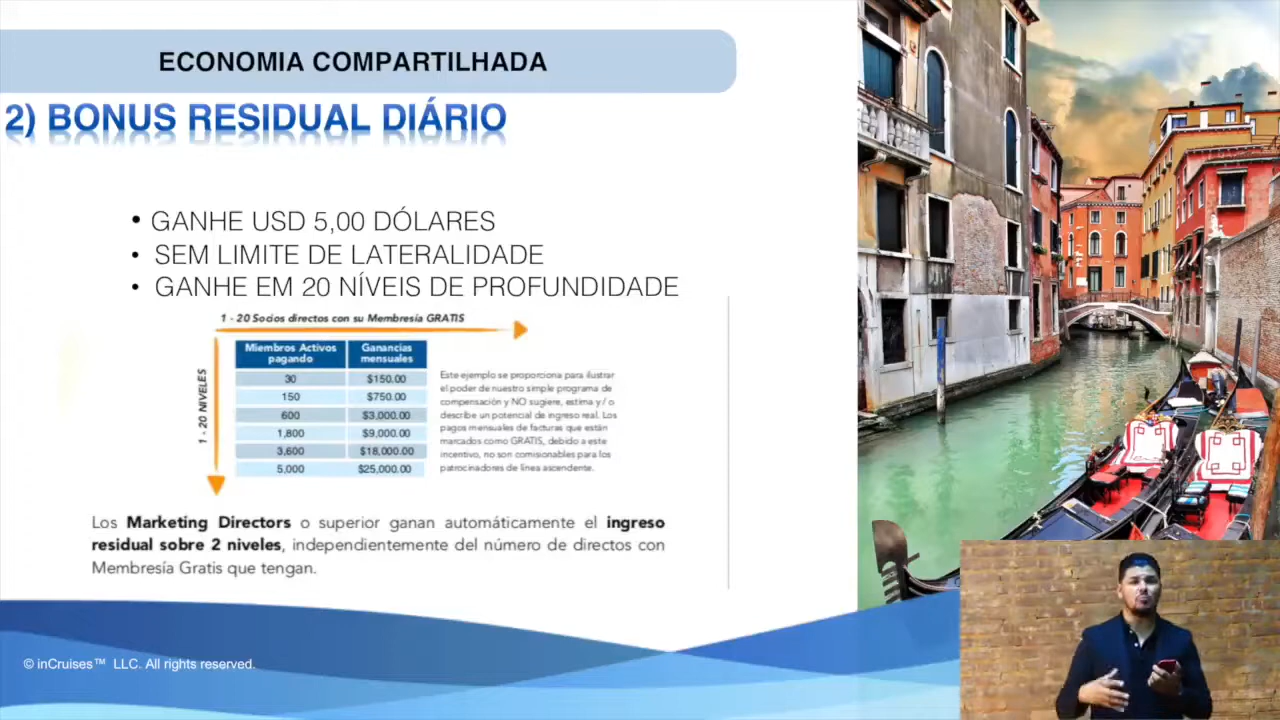 ECONOMIA COMPARTILHADA
2) BONUS RESIDUAL DIÁRIO
• GANHE USD 5,00 DÓLARES
• SEM LIMITE DE LATERALIDADE
• GANHE EM 20 NÍVEIS DE PROFUNDIDADE
1 - 20 Socios directos con su Membresía GRATIS
1 - 20 NIVELES
Miembros Activos pagando Ganancias mensuales
30 $150.00
150 $750.00
600 $3,000.00
1,800 $9,000.00
3,600 $18,000.00
5,000 $25,000.00
Este ejemplo se proporciona para ilustrar
el poder de nuestro simple programa de
compensación y NO sugiere, estima y / o
describe un potencial de ingreso real. Los
pagos mensuales de facturas que están
marcados como GRATIS, debido a este
incentivo, no son comisionables para los
patrocinadores de línea ascendente.
Los Marketing Directors o superior ganan automáticamente el ingreso
residual sobre 2 niveles, independientemente del número de directos con
Membresía Gratis que tengan.
© inCruises™ LLC. All rights reserved.